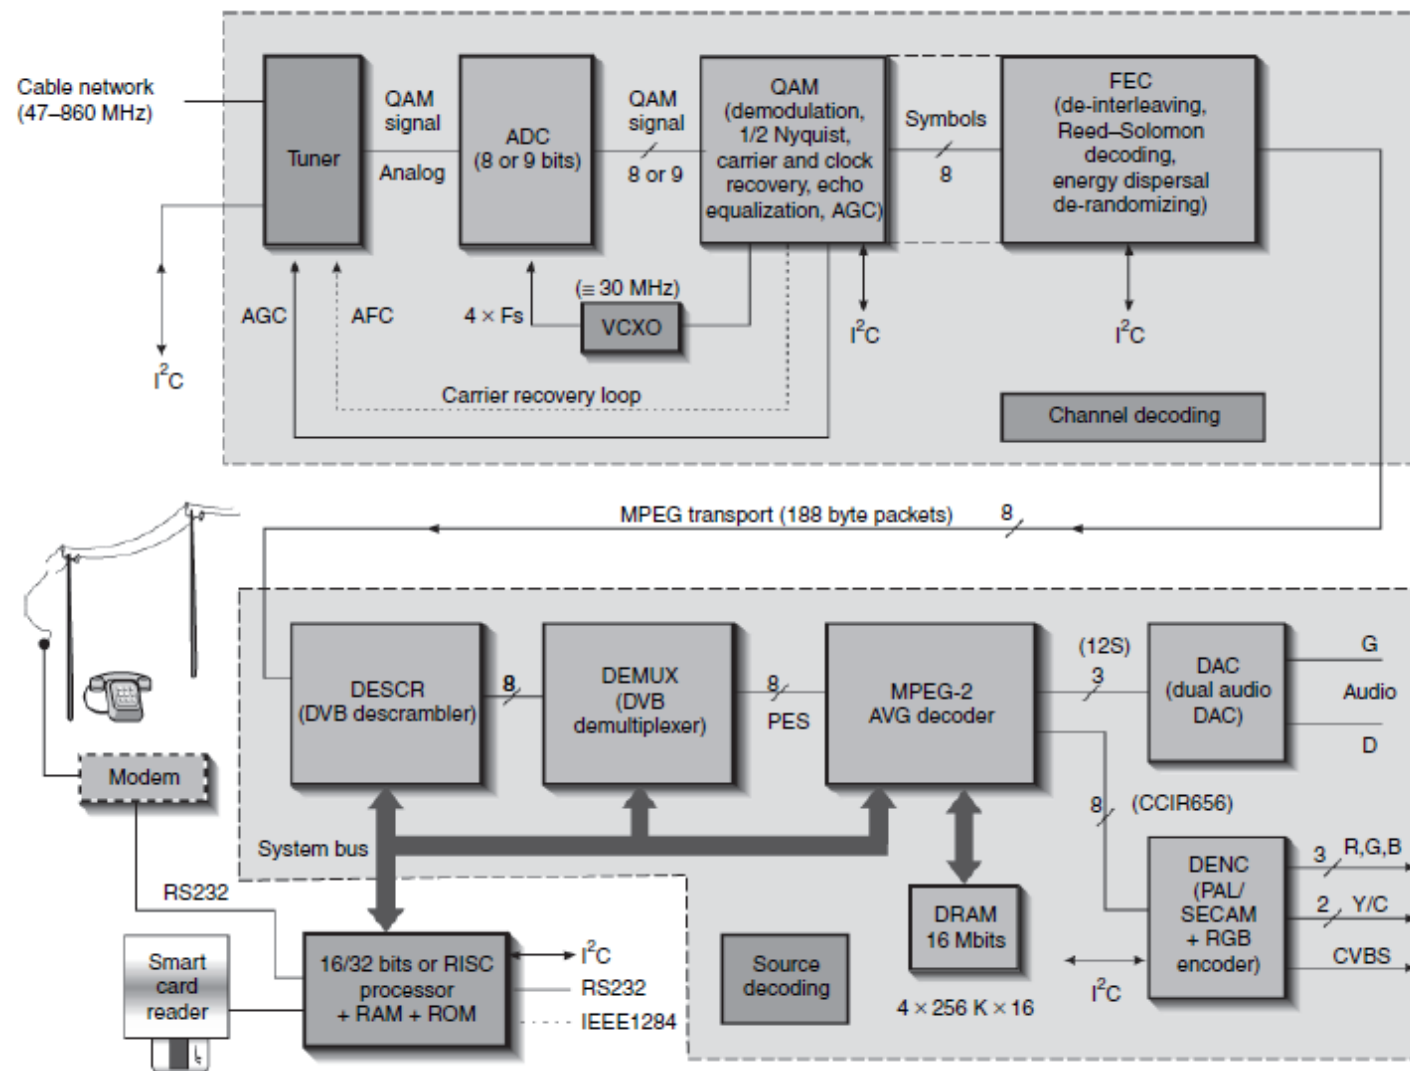 Cable network
(47–860 MHz)
Tuner
QAM
signal
Analog
ADC
(8 or 9 bits)
QAM
signal
8 or 9
QAM
(demodulation,
1/2 Nyquist,
carrier and clock
recovery, echo
equalization, AGC)
Symbols
8
FEC
(de-interleaving,
Reed–Solomon
decoding,
energy dispersal
de-randomizing)
I²C
AGC
AFC
4 × Fs
(≡ 30 MHz)
VCXO
I²C
I²C
Carrier recovery loop
Channel decoding
MPEG transport (188 byte packets)
8
DESCR
(DVB descrambler)
8
DEMUX
(DVB
demultiplexer)
8
PES
MPEG-2
AVG decoder
(12S)
3
DAC
(dual audio
DAC)
G
Audio
D
Modem
System bus
8
(CCIR656)
RS232
DRAM
16 Mbits
4 × 256 K × 16
DENC
(PAL/
SECAM
+ RGB
encoder)
3
R,G,B
2
Y/C
CVBS
I²C
Smart
card
reader
16/32 bits or RISC
processor
+ RAM + ROM
I²C
RS232
IEEE1284
Source
decoding